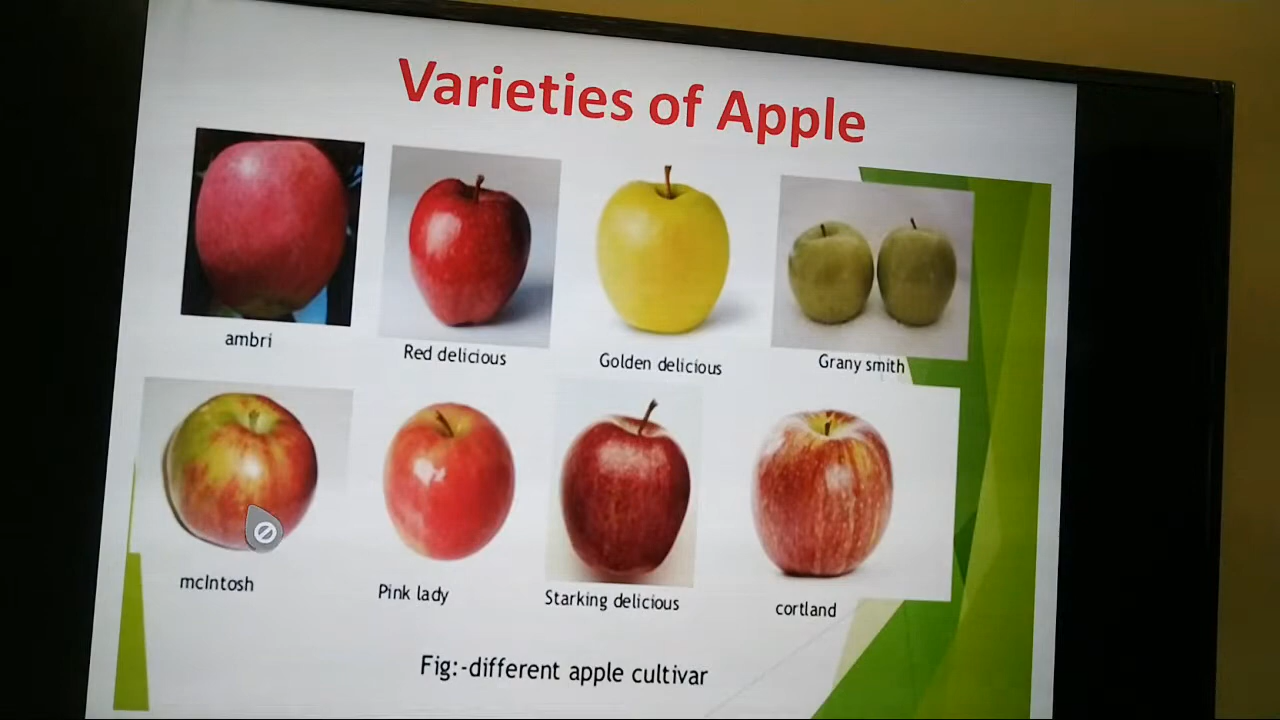 Varieties of Apple
ambri
Red delicious
Golden delicious
Grany smith
mcIntosh
Pink lady
Starking delicious
cortland
Fig:-different apple cultivar